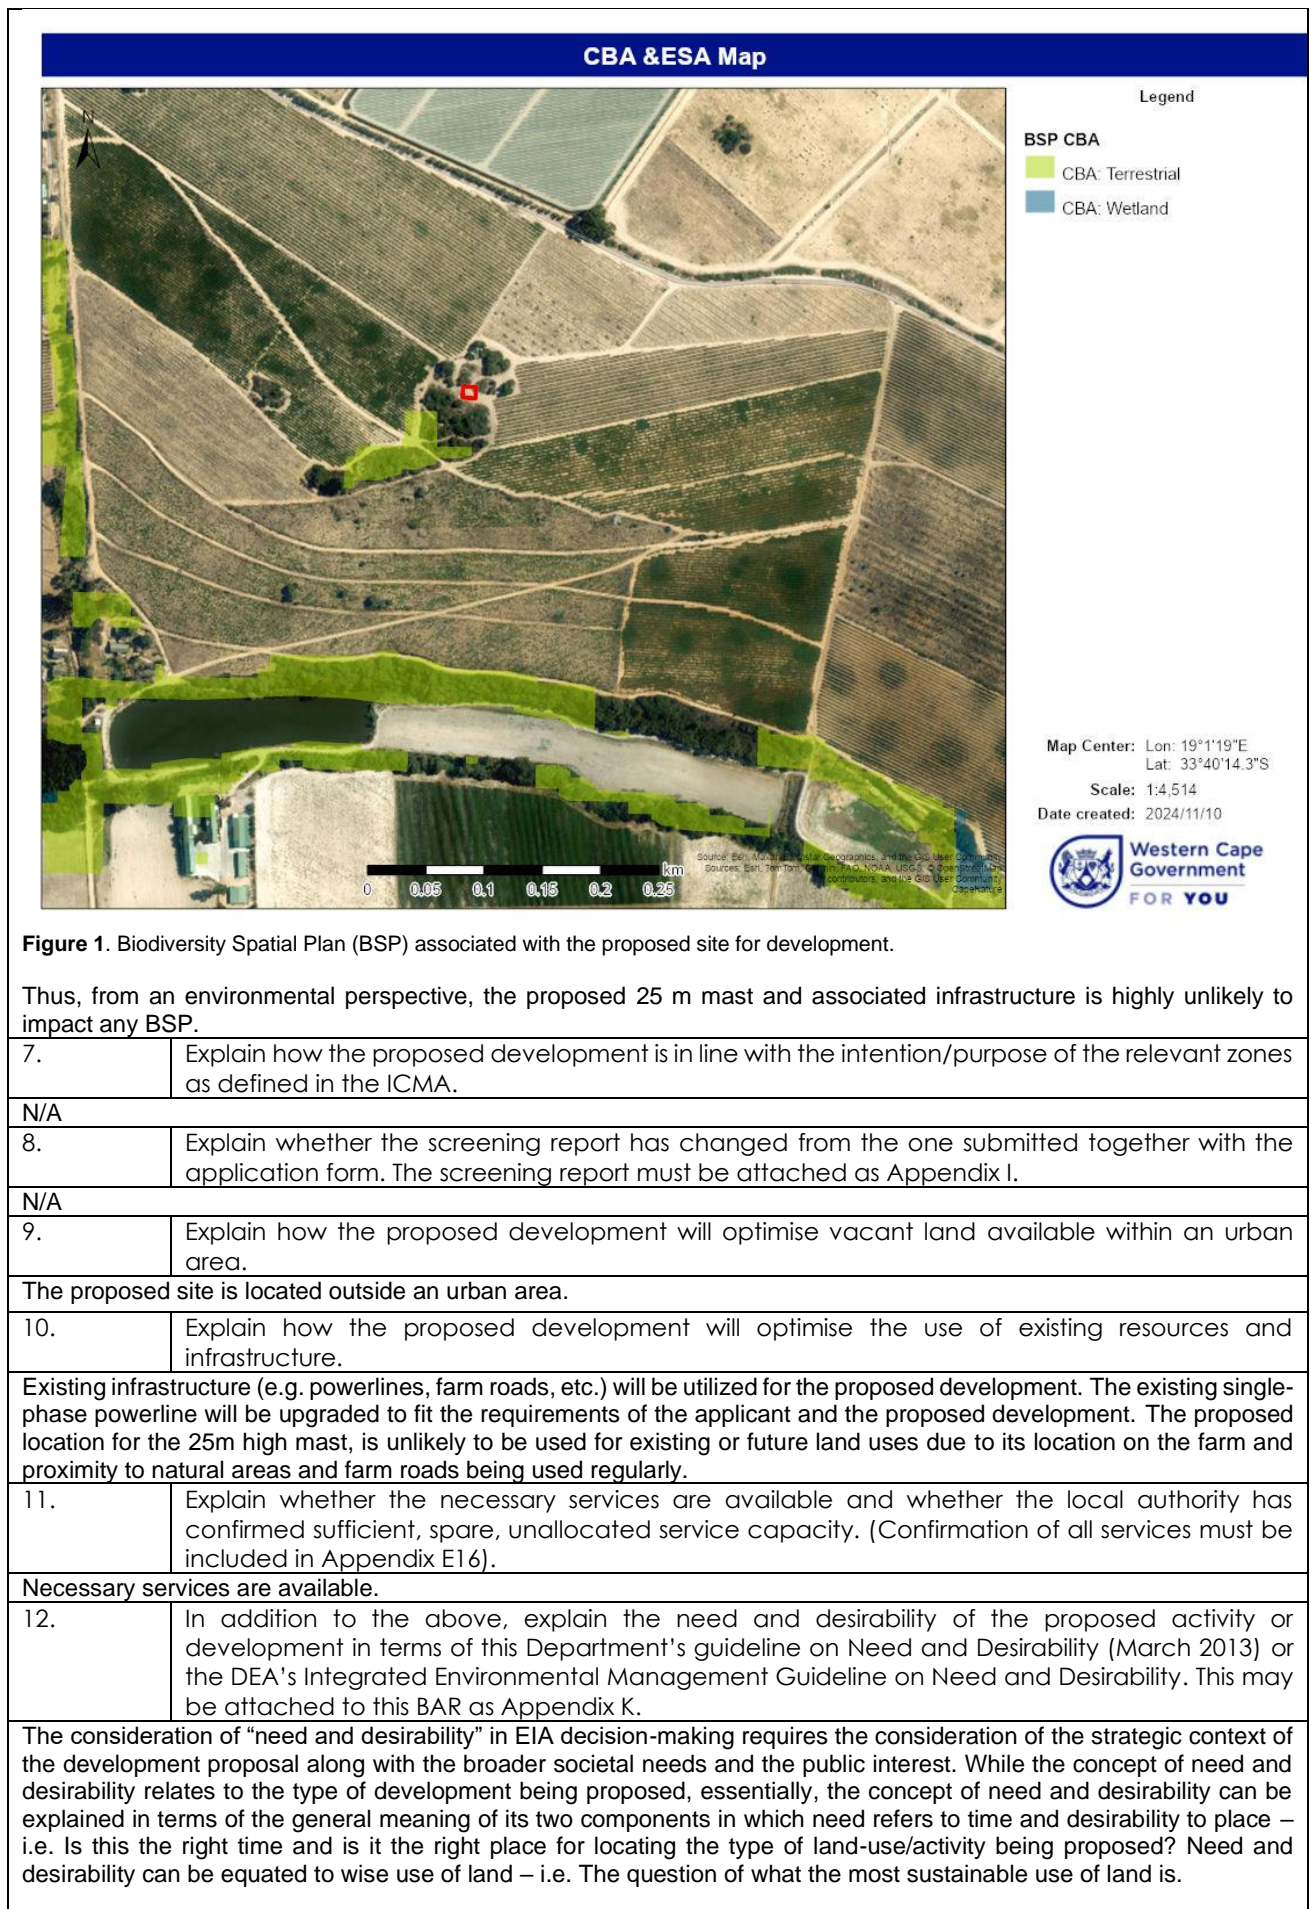 CBA &ESA Map
N
Legend
BSP CBA
CBA: Terrestrial
CBA: Wetland
Map Center: Lon: 19°1'19"E
Lat: 33°40'14.3"S
Scale: 1:4,514
Date created: 2024/11/10
Western Cape
Government
FOR YOU
km
0 0,05 0,1 0,15 0,2 0,25
Geographics, and the GIS User Community
Sources: Esri, TomTom, FAO, NOAA, USGS, © OpenStreetMap
contributors, and the GIS User Community
CapeNature
Figure 1. Biodiversity Spatial Plan (BSP) associated with the proposed site for development.
Thus, from an environmental perspective, the proposed 25 m mast and associated infrastructure is highly unlikely to
impact any BSP.
7. Explain how the proposed development is in line with the intention/purpose of the relevant zones
as defined in the ICMA.
N/A
8. Explain whether the screening report has changed from the one submitted together with the
application form. The screening report must be attached as Appendix I.
N/A
9. Explain how the proposed development will optimise vacant land available within an urban
area.
The proposed site is located outside an urban area.
10. Explain how the proposed development will optimise the use of existing resources and
infrastructure.
Existing infrastructure (e.g. powerlines, farm roads, etc.) will be utilized for the proposed development. The existing single-
phase powerline will be upgraded to fit the requirements of the applicant and the proposed development. The proposed
location for the 25m high mast, is unlikely to be used for existing or future land uses due to its location on the farm and
proximity to natural areas and farm roads being used regularly.
11. Explain whether the necessary services are available and whether the local authority has
confirmed sufficient, spare, unallocated service capacity. (Confirmation of all services must be
included in Appendix E16).
Necessary services are available.
12. In addition to the above, explain the need and desirability of the proposed activity or
development in terms of this Department's guideline on Need and Desirability (March 2013) or
the DEA's Integrated Environmental Management Guideline on Need and Desirability. This may
be attached to this BAR as Appendix K.
The consideration of “need and desirability” in EIA decision-making requires the consideration of the strategic context of
the development proposal along with the broader societal needs and the public interest. While the concept of need and
desirability relates to the type of development being proposed, essentially, the concept of need and desirability can be
explained in terms of the general meaning of its two components in which need refers to time and desirability to place –
i.e. Is this the right time and is it the right place for locating the type of land-use/activity being proposed? Need and
desirability can be equated to wise use of land – i.e. The question of what the most sustainable use of land is.